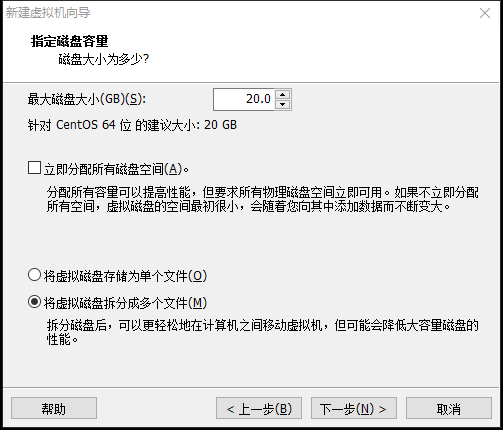 新建虚拟机向导
指定磁盘容量
磁盘大小为多少?
最大磁盘大小(GB)(S): 20.0
针对 CentOS 64 位 的建议大小: 20 GB
立即分配所有磁盘空间(A)。
分配所有容量可以提高性能，但要求所有物理磁盘空间立即可用。如果不立即分配
所有空间，虚拟磁盘的空间最初很小，会随着您向其中添加数据而不断变大。
将虚拟磁盘存储为单个文件(O)
将虚拟磁盘拆分成多个文件(M)
拆分磁盘后，可以更轻松地在计算机之间移动虚拟机，但可能会降低大容量磁盘的
性能。
帮助 < 上一步(B) 下一步(N) > 取消